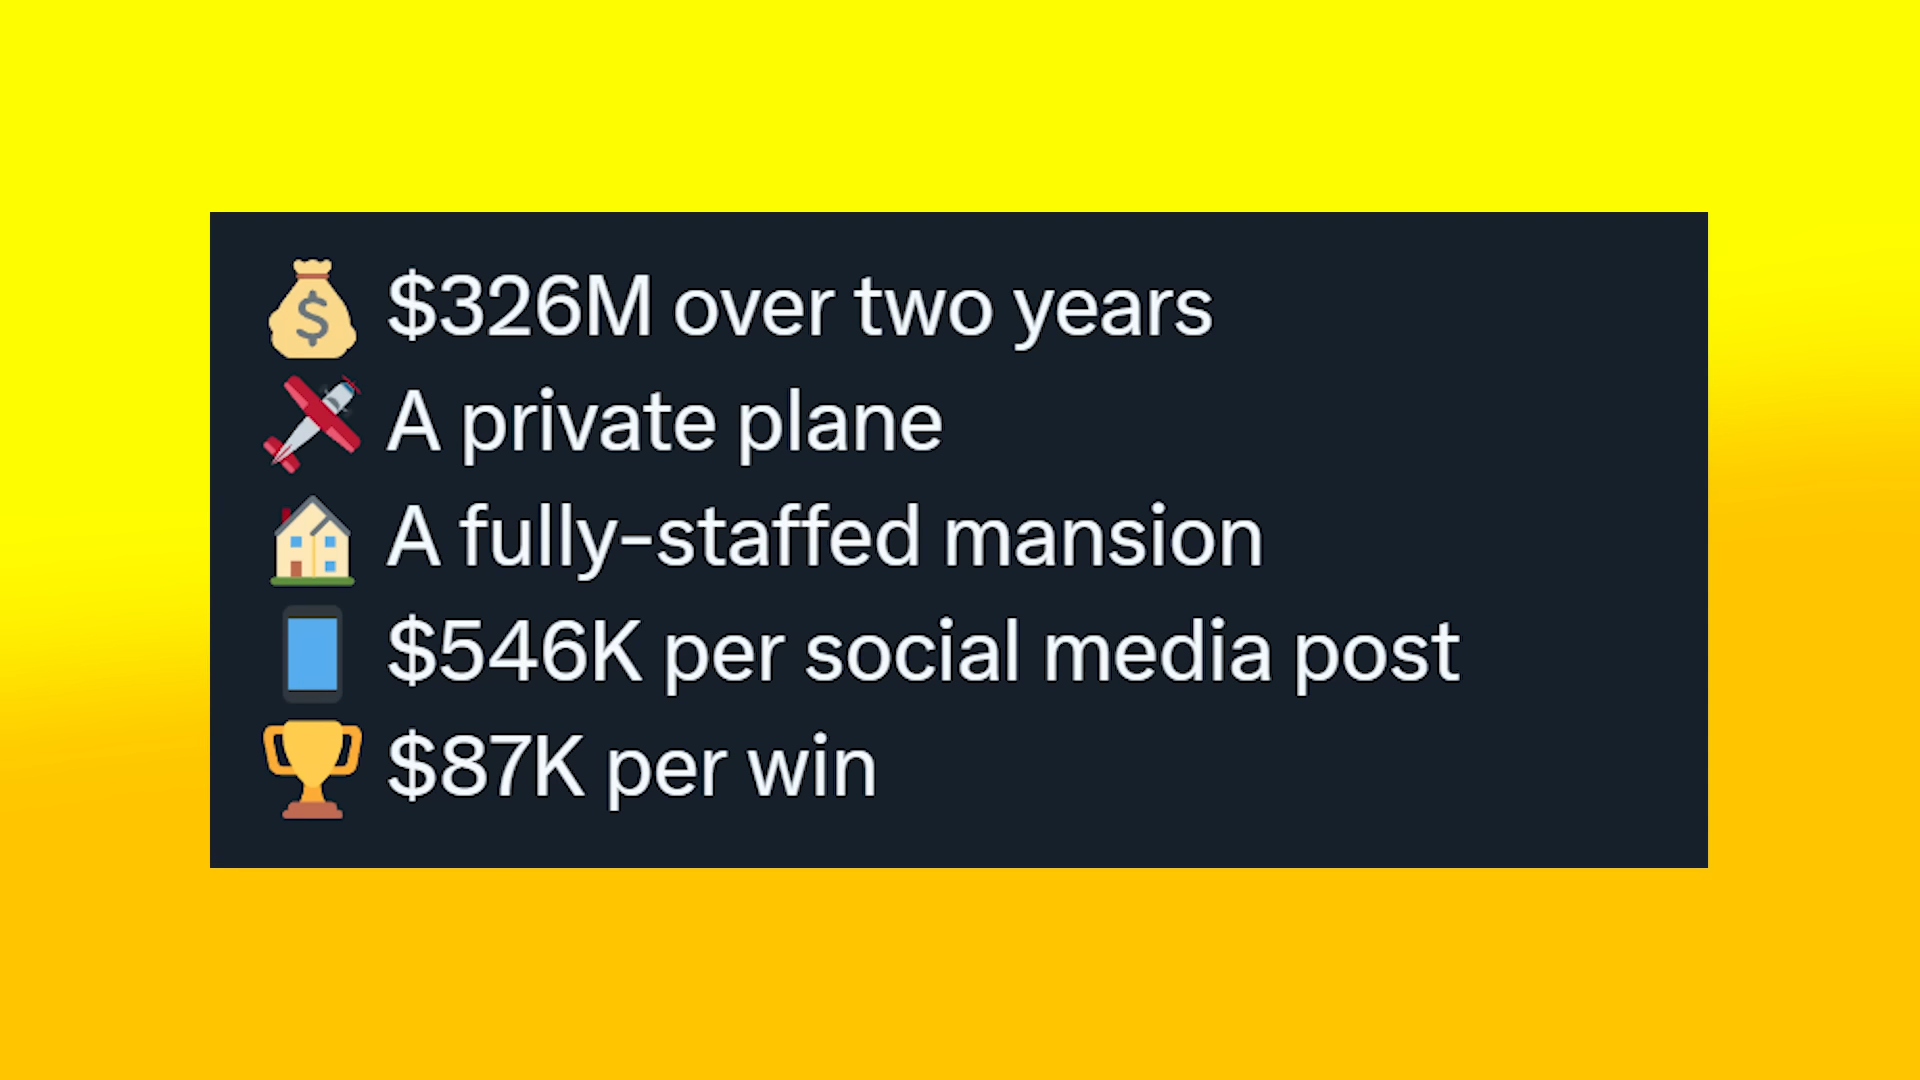 $326M over two years
A private plane
A fully-staffed mansion
$546K per social media post
$87K per win